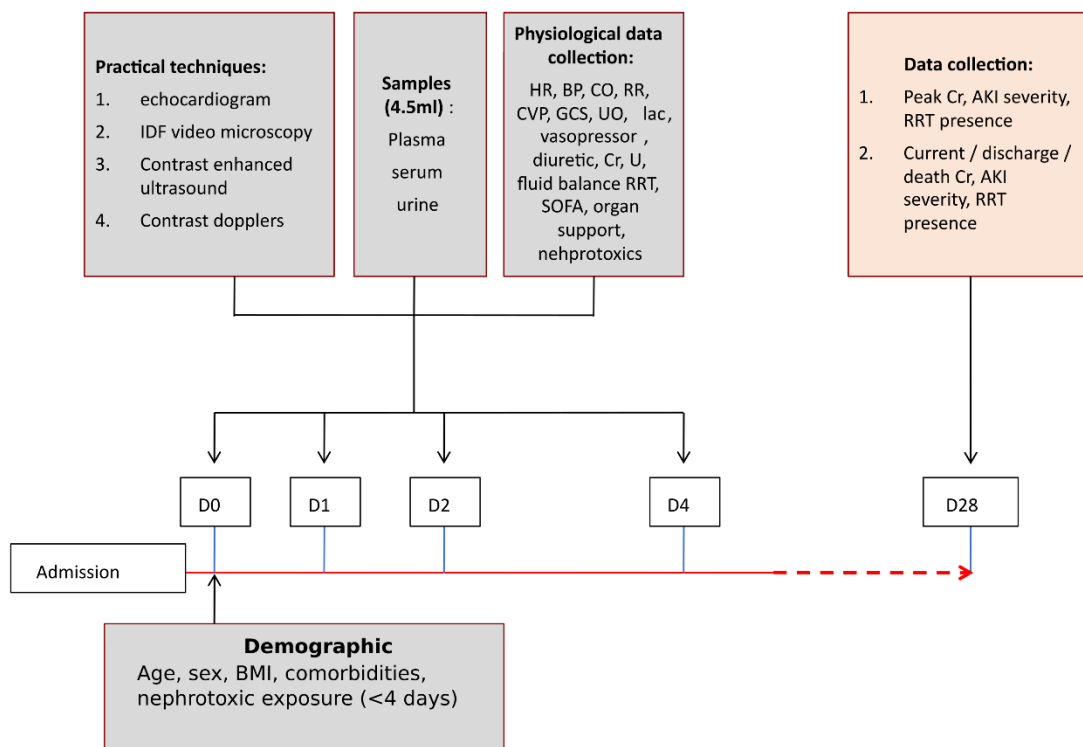 Practical techniques:
1. echocardiogram
2. IDF video microscopy
3. Contrast enhanced
ultrasound
4. Contrast dopplers
Samples
(4.5ml) :
Plasma
serum
urine
Physiological data
collection:
HR, BP, CO, RR,
CVP, GCS, UO, lac,
vasopressor ,
diuretic, Cr, U,
fluid balance RRT,
SOFA, organ
support,
nehprotoxics
Data collection:
1. Peak Cr, AKI severity,
RRT presence
2. Current / discharge /
death Cr, AKI
severity, RRT
presence
D0
D1
D2
D4
D28
Admission
Demographic
Age, sex, BMI, comorbidities,
nephrotoxic exposure (<4 days)